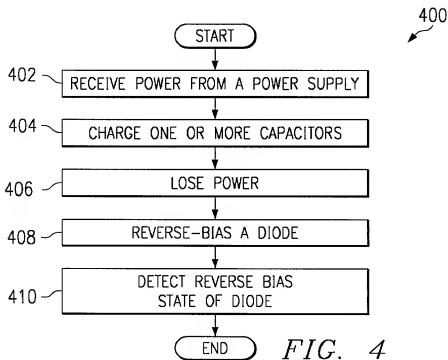 400
START
402
RECEIVE POWER FROM A POWER SUPPLY
404
CHARGE ONE OR MORE CAPACITORS
406
LOSE POWER
408
REVERSE-BIAS A DIODE
410
DETECT REVERSE BIAS
STATE OF DIODE
END
FIG. 4